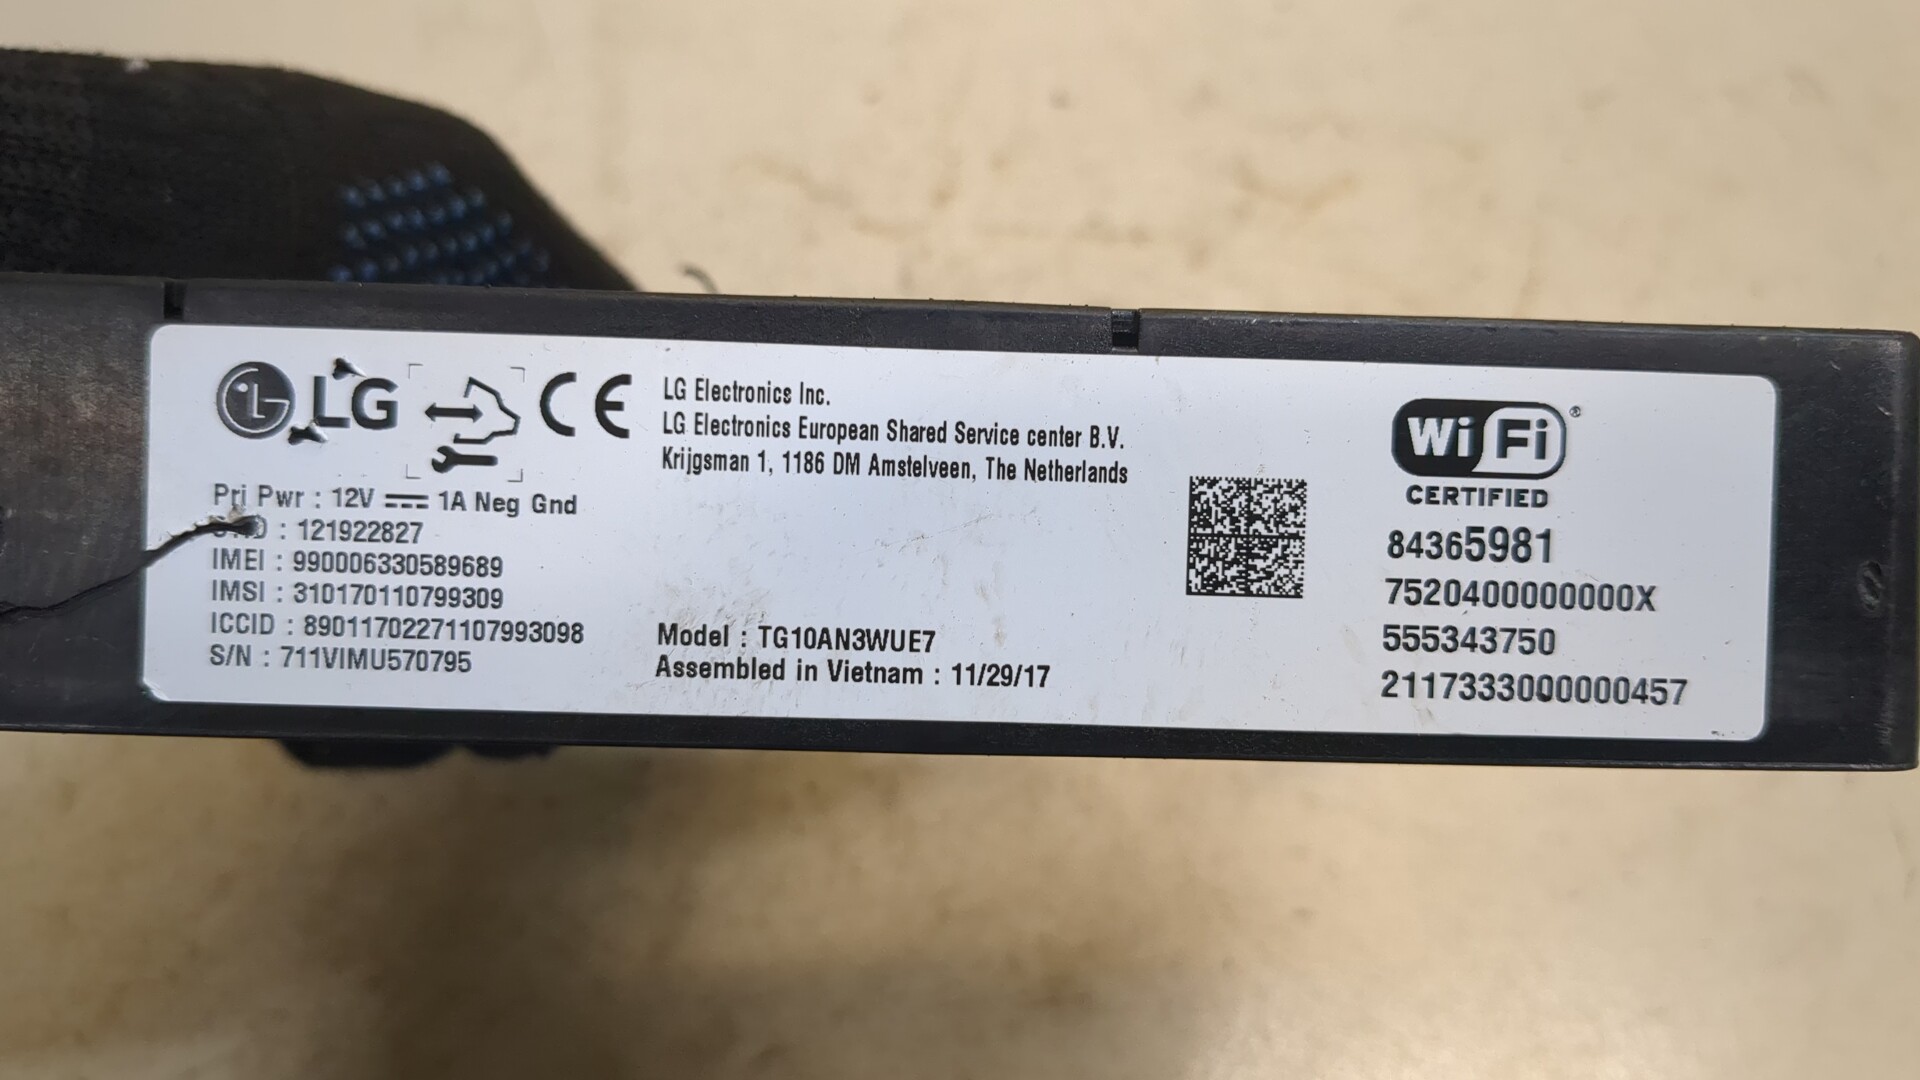 LG CE
Pri Pwr : 12V 1A Neg Gnd
: 121922827
IMEI : 990006330589689
IMSI : 310170110799309
ICCID : 89011702271107993098
S/N : 711VIMU570795
LG Electronics Inc.
LG Electronics European Shared Service center B.V.
Krijgsman 1, 1186 DM Amstelveen, The Netherlands
Model : TG10AN3WUE7
Assembled in Vietnam : 11/29/17
Wi Fi ®
CERTIFIED
84365981
7520400000000X
555343750
2117333000000457